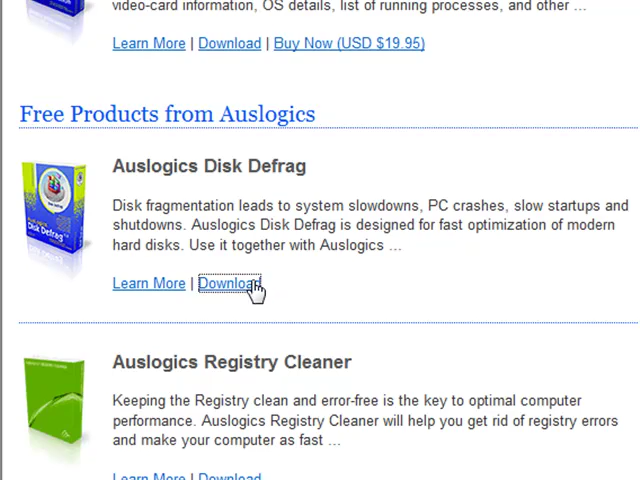 video-card information, OS details, list of running processes, and other ...
Learn More | Download | Buy Now (USD $19.95)
Free Products from Auslogics
Auslogics Disk Defrag
Disk fragmentation leads to system slowdowns, PC crashes, slow startups and
shutdowns. Auslogics Disk Defrag is designed for fast optimization of modern
hard disks. Use it together with Auslogics ...
Disk Defrag
Learn More | Download
Auslogics Registry Cleaner
Keeping the Registry clean and error-free is the key to optimal computer
performance. Auslogics Registry Cleaner will help you get rid of registry errors
and make your computer as fast ...
Learn More | Download